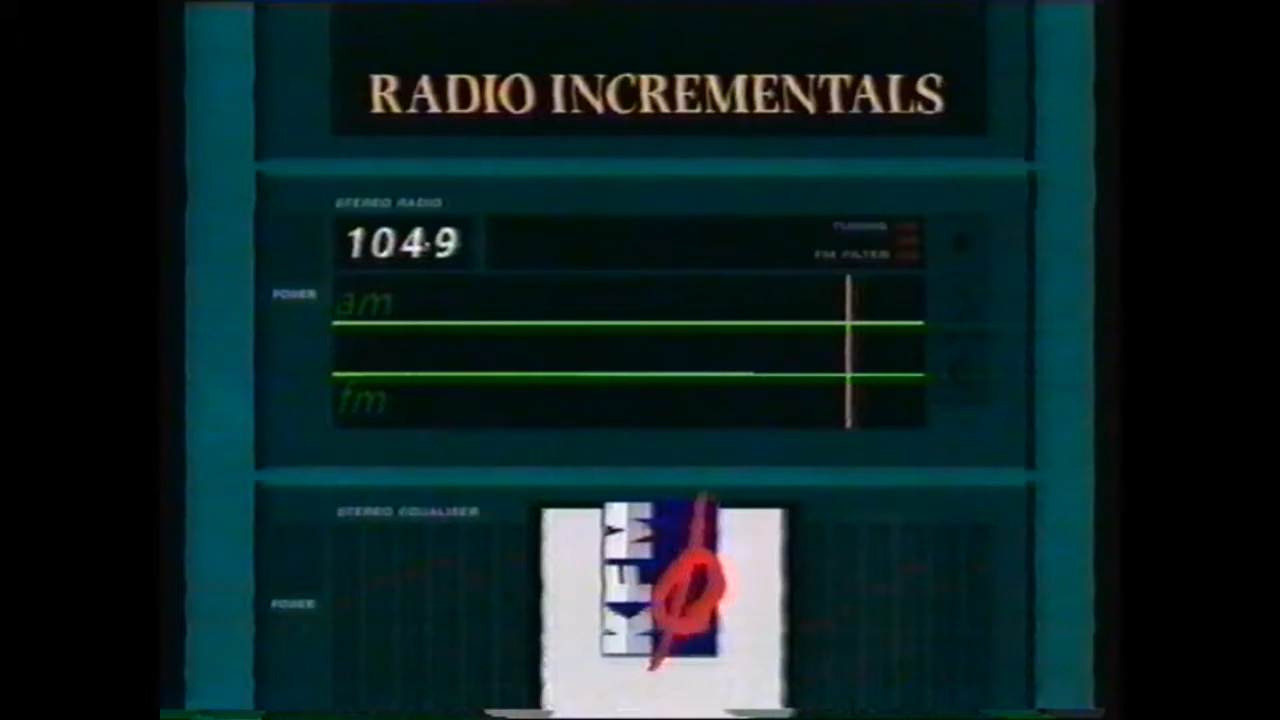 RADIO INCREMENTALS
STEREO RADIO
104.9
TUNING
FM FILTER
POWER
am
fm
STEREO EQUALISER
KFM
POWER